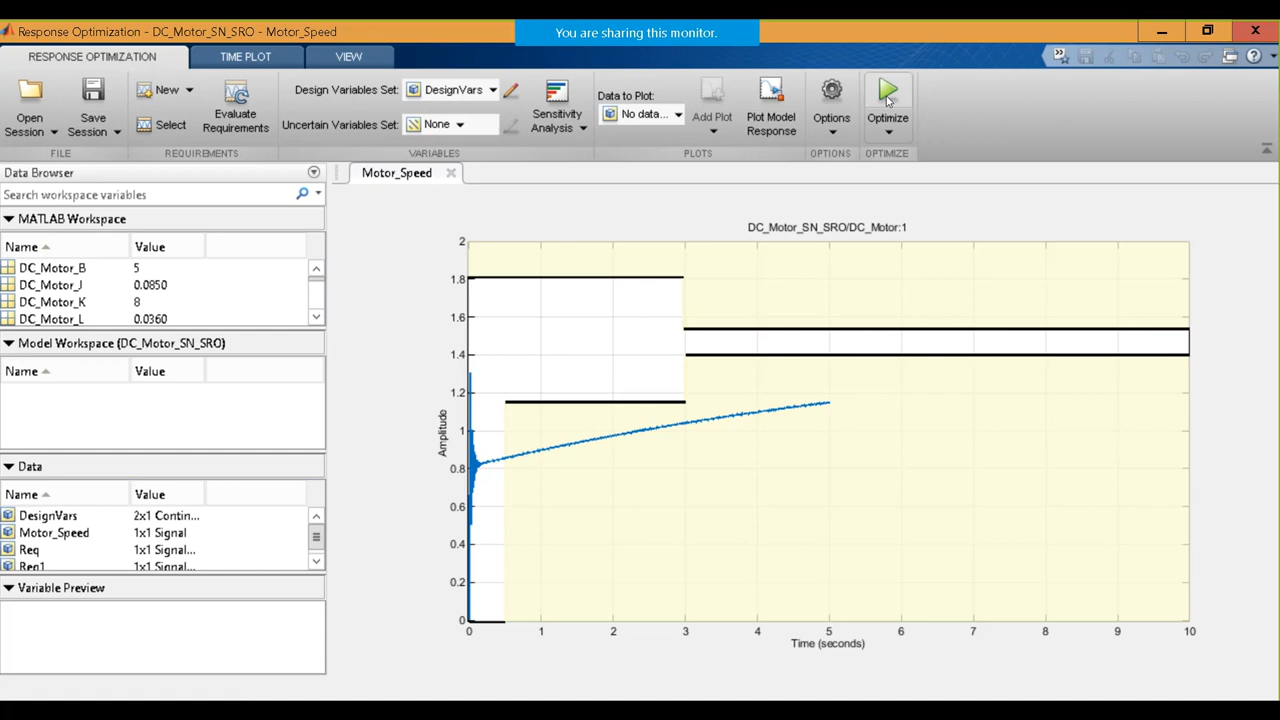 Response Optimization - DC_Motor_SN_SRO - Motor_Speed
You are sharing this monitor.
RESPONSE OPTIMIZATION
TIME PLOT
VIEW
Open
Session
Save
Session
New
Select
Evaluate
Requirements
Design Variables Set:
DesignVars
Uncertain Variables Set:
None
Sensitivity
Analysis
Data to Plot:
No data...
Add Plot
Plot Model
Response
Options
Optimize
FILE
REQUIREMENTS
VARIABLES
PLOTS
OPTIONS
OPTIMIZE
Data Browser
Motor_Speed
Search workspace variables
MATLAB Workspace
Name
Value
DC_Motor_B 5
DC_Motor_J 0.0850
DC_Motor_K 8
DC_Motor_L 0.0360
Model Workspace (DC_Motor_SN_SRO)
Name
Value
Data
Name
Value
DesignVars 2x1 Contin...
Motor_Speed 1x1 Signal
Req 1x1 Signal...
Req1 1x1 Signal...
Variable Preview
DC_Motor_SN_SRO/DC_Motor:1
2
1.8
1.6
1.4
1.2
1
0.8
0.6
0.4
0.2
0
Amplitude
0 1 2 3 4 5 6 7 8 9 10
Time (seconds)